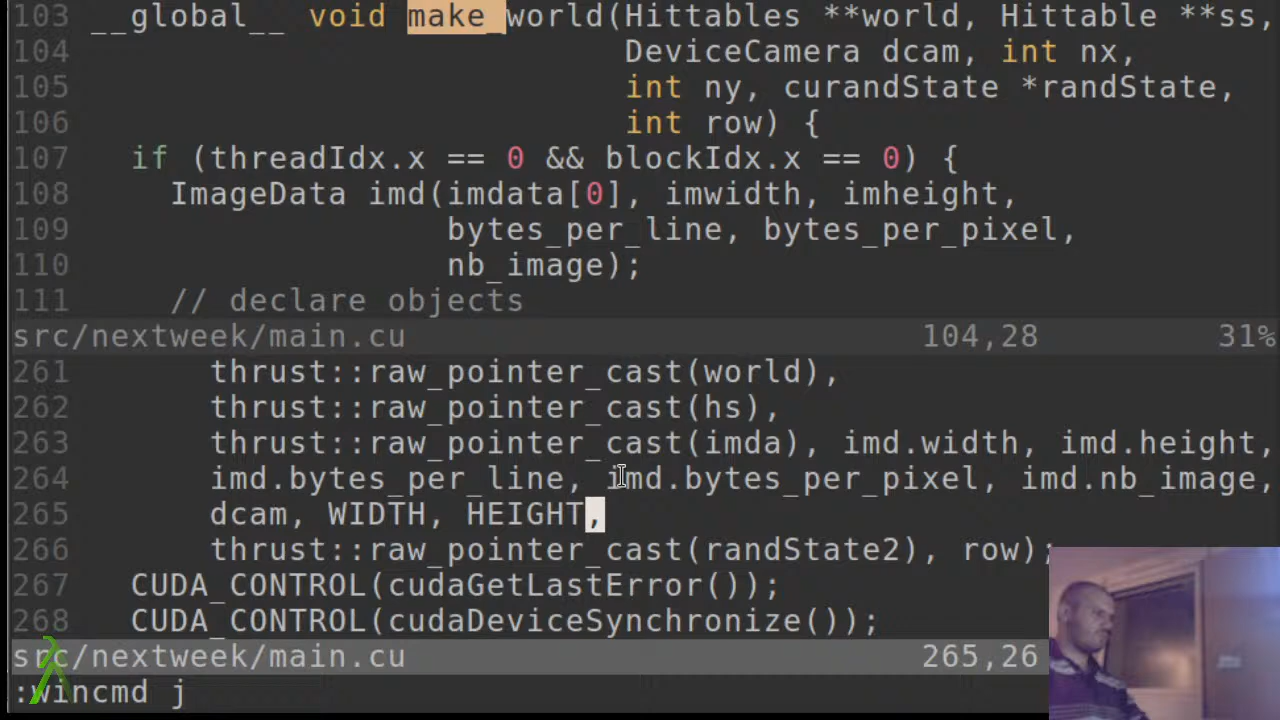 103 __global__ void make_world(Hittables **world, Hittable **ss,
104 DeviceCamera dcam, int nx,
105 int ny, curandState *randState,
106 int row) {
107 if (threadIdx.x == 0 && blockIdx.x == 0) {
108 ImageData imd(imdata[0], imwidth, imheight,
109 bytes_per_line, bytes_per_pixel,
110 nb_image);
111 // declare objects
src/nextweek/main.cu 104,28 31%
261 thrust::raw_pointer_cast(world),
262 thrust::raw_pointer_cast(hs),
263 thrust::raw_pointer_cast(imda), imd.width, imd.height,
264 imd.bytes_per_line, imd.bytes_per_pixel, imd.nb_image,
265 dcam, WIDTH, HEIGHT,
266 thrust::raw_pointer_cast(randState2), row);
267 CUDA_CONTROL(cudaGetLastError());
268 CUDA_CONTROL(cudaDeviceSynchronize());
src/nextweek/main.cu 265,26
:wincmd j